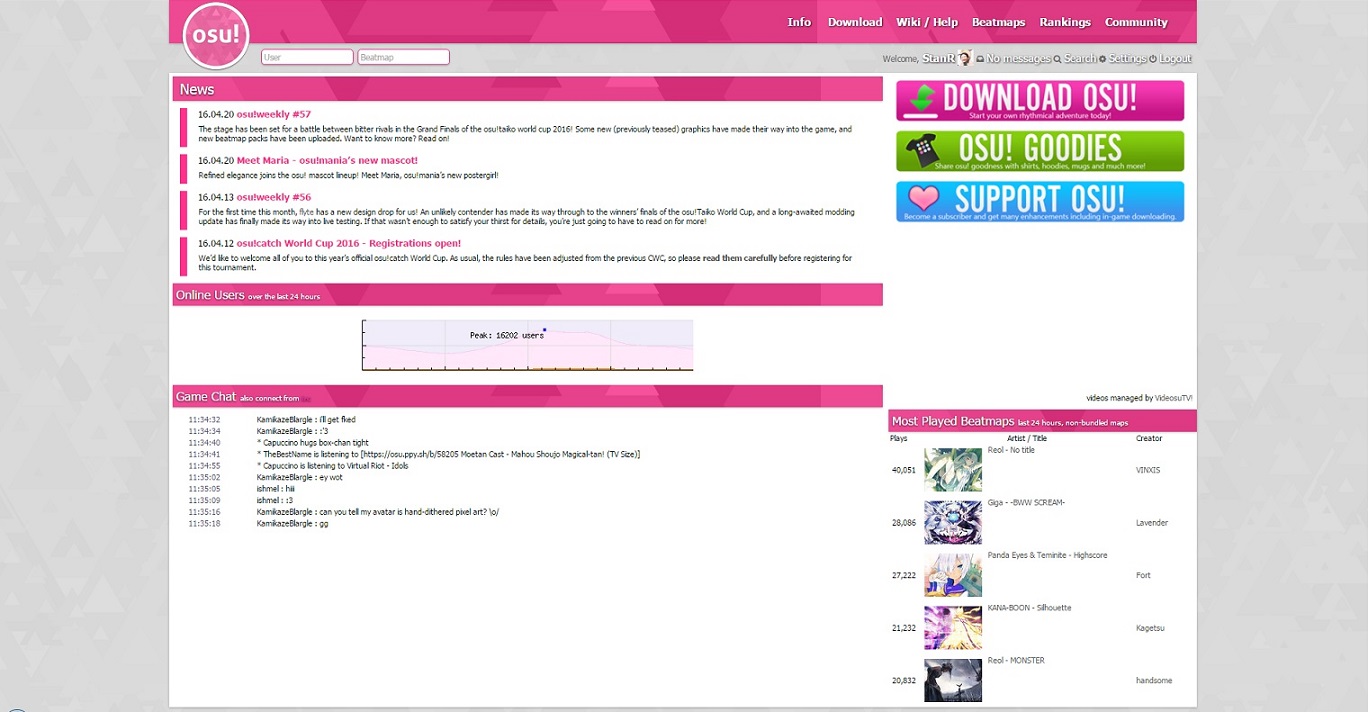 osu!
Info Download Wiki / Help Beatmaps Rankings Community
User Beatmap
Welcome, StanR No messages Search Settings Logout
News
16.04.20 osu!weekly #57
The stage has been set for a battle between bitter rivals in the Grand Finals of the osu!taiko world cup 2016! Some new (previously teased) graphics have made their way into the game, and
new beatmap packs have been uploaded. Want to know more? Read on!
16.04.20 Meet Maria - osu!mania's new mascot!
Refined elegance joins the osu! mascot lineup! Meet Maria, osu!mania's new postergirl!
16.04.13 osu!weekly #56
For the first time this month, flyte has a new design drop for us! An unlikely contender has made its way through to the winners' finals of the osu!Taiko World Cup, and a long-awaited modding
update has finally made its way into live testing. If that wasn't enough to satisfy your thirst for details, you're just going to have to read on for more!
16.04.12 osu!catch World Cup 2016 - Registrations open!
We'd like to welcome all of you to this year's official osu!catch World Cup. As usual, the rules have been adjusted from the previous CWC, so please read them carefully before registering for
this tournament.
Online Users over the last 24 hours
Peak: 16202 users
Game Chat also connect from
11:34:32 KamikazeBlargle : i'll get fked
11:34:34 KamikazeBlargle : :'3
11:34:40 * Capuccino hugs box-chan tight
11:34:41 * TheBestName is listening to [https://osu.ppy.sh/b/58205 Moetan Cast - Mahou Shoujo Magical-tan! (TV Size)]
11:34:55 * Capuccino is listening to Virtual Riot - Idols
11:35:02 KamikazeBlargle : ey wot
11:35:05 ishmel : hiii
11:35:09 ishmel : :3
11:35:16 KamikazeBlargle : can you tell my avatar is hand-dithered pixel art? \o/
11:35:18 KamikazeBlargle : gg
DOWNLOAD OSU!
Start your own rhythmical adventure today!
OSU! GOODIES
Share osu! goodness with shirts, hoodies, mugs and much more!
SUPPORT OSU!
Become a subscriber and get many enhancements including in-game downloading.
videos managed by VideosuTV!
Most Played Beatmaps last 24 hours, non-bundled maps
Plays Artist / Title Creator
Reol - No title
40,051 VINXIS
Giga - -BWW SCREAM-
28,086 Lavender
Panda Eyes & Teminite - Highscore
27,222 Fort
KANA-BOON - Silhouette
21,232 Kagetsu
Reol - MONSTER
20,832 handsome